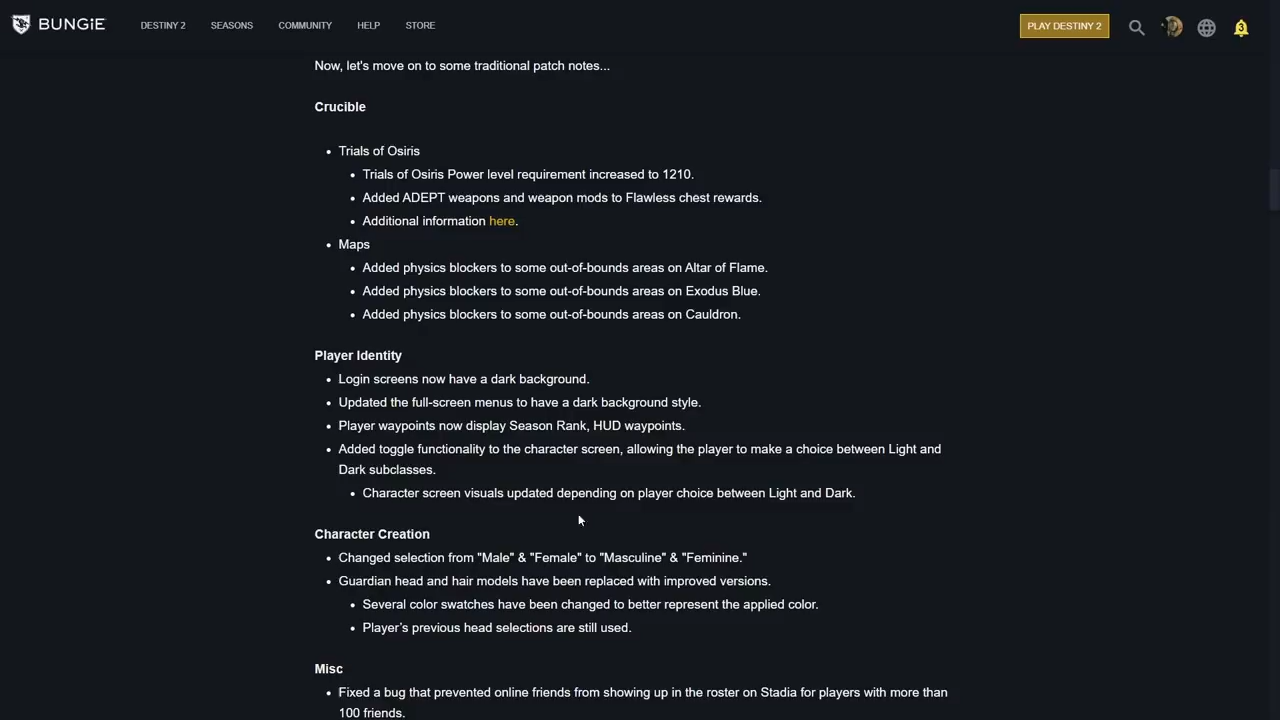 BUNGiE
DESTINY 2
SEASONS
COMMUNITY
HELP
STORE
PLAY DESTINY 2
3
Now, let's move on to some traditional patch notes...
Crucible
Trials of Osiris
Trials of Osiris Power level requirement increased to 1210.
Added ADEPT weapons and weapon mods to Flawless chest rewards.
Additional information here.
Maps
Added physics blockers to some out-of-bounds areas on Altar of Flame.
Added physics blockers to some out-of-bounds areas on Exodus Blue.
Added physics blockers to some out-of-bounds areas on Cauldron.
Player Identity
Login screens now have a dark background.
Updated the full-screen menus to have a dark background style.
Player waypoints now display Season Rank, HUD waypoints.
Added toggle functionality to the character screen, allowing the player to make a choice between Light and
Dark subclasses.
Character screen visuals updated depending on player choice between Light and Dark.
Character Creation
Changed selection from "Male" & "Female" to "Masculine" & "Feminine."
Guardian head and hair models have been replaced with improved versions.
Several color swatches have been changed to better represent the applied color.
Player’s previous head selections are still used.
Misc
Fixed a bug that prevented online friends from showing up in the roster on Stadia for players with more than
100 friends.